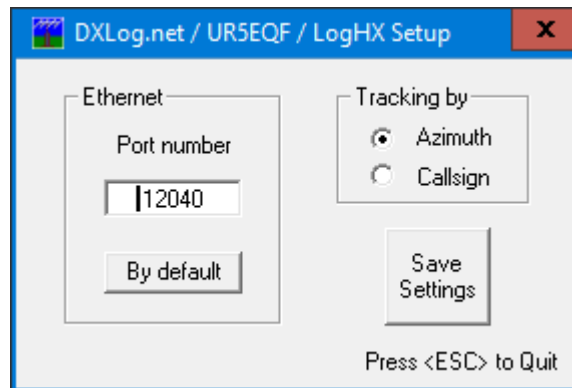 DXLog.net / UR5EQF / LogHX Setup
x
Ethernet
Port number
12040
By default
Tracking by
Azimuth
Callsign
Save
Settings
Press <ESC> to Quit